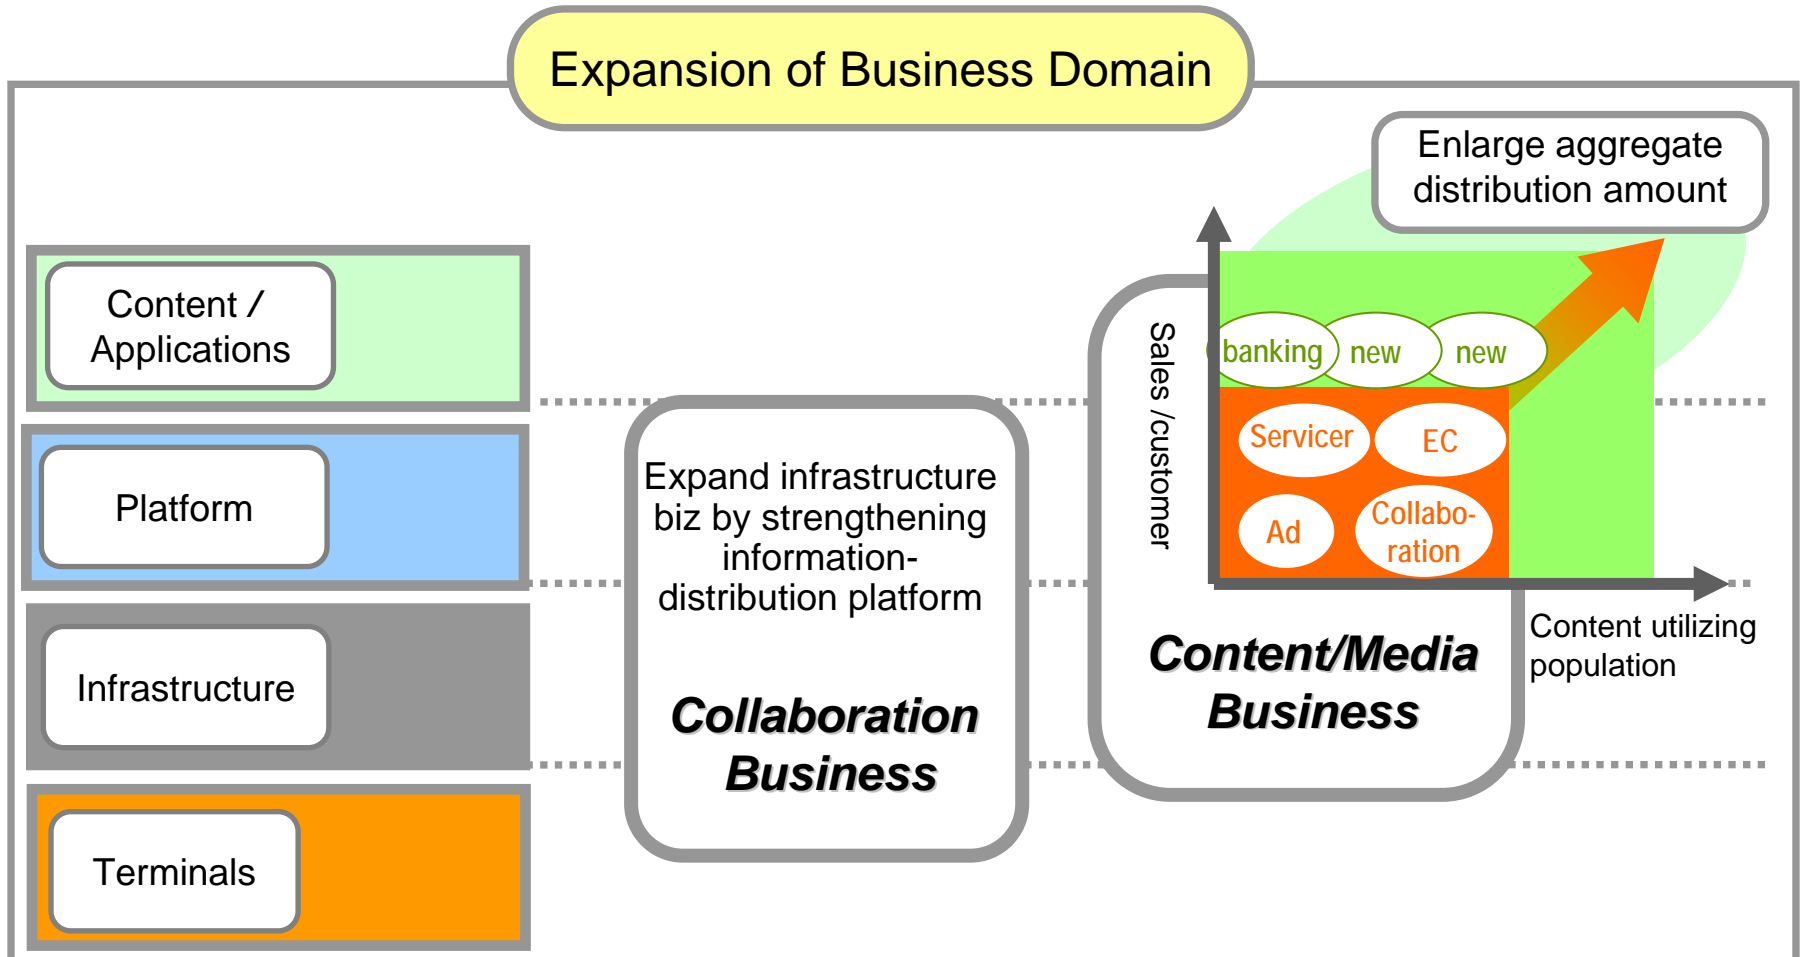 Expansion of Business Domain
Enlarge aggregate
distribution amount
Content /
Applications
Platform
Infrastructure
Terminals
Expand infrastructure
biz by strengthening
information-
distribution platform
Collaboration
Business
Sales /customer
banking
new
new
Servicer
EC
Ad
Collabo-
ration
Content utilizing
population
Content/Media
Business